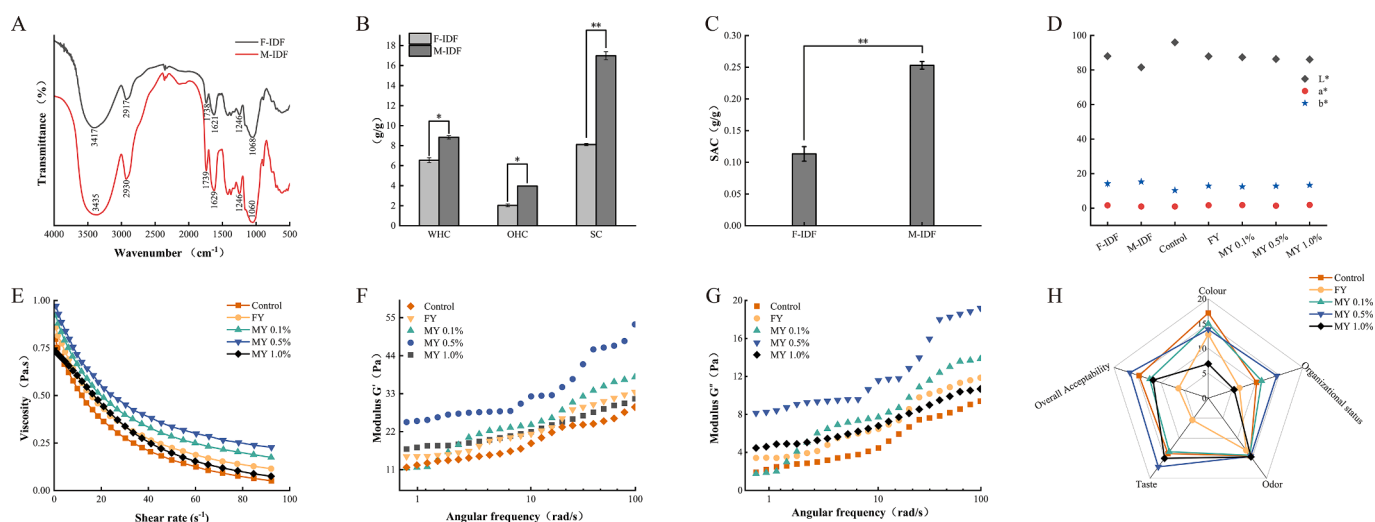 A
F-IDF
M-IDF
Transmittance (%)
3417
2917
1738
1621
1246
1068
3435
2930
1739
1629
1246
1060
4000 3500 3000 2500 2000 1500 1000 500
Wavenumber (cm-1)
B
F-IDF
M-IDF
(g/g)
18
16
14
12
10
8
6
4
2
0
*
*
**
WHC OHC SC
C
SAC (g/g)
0.30
0.25
0.20
0.15
0.10
0.05
0.00
**
F-IDF M-IDF
D
100
80
60
40
20
0
L*
a*
b*
F-IDF M-IDF Control FY MY 0.1% MY 0.5% MY 1.0%
E
Viscosity (Pa.s)
1.00
0.75
0.50
0.25
0.00
Control
FY
MY 0.1%
MY 0.5%
MY 1.0%
0 20 40 60 80 100
Shear rate (s-1)
F
Modulus G' (Pa)
55
44
33
22
11
Control
FY
MY 0.1%
MY 0.5%
MY 1.0%
1 10 100
Angular frequency (rad/s)
G
Modulus G" (Pa)
20
16
12
8
4
0
Control
FY
MY 0.1%
MY 0.5%
MY 1.0%
1 10 100
Angular frequency (rad/s)
H
Control
FY
MY 0.1%
MY 0.5%
MY 1.0%
Colour
20
15
10
5
0
Organizational status
Odor
Taste
Overall Acceptability